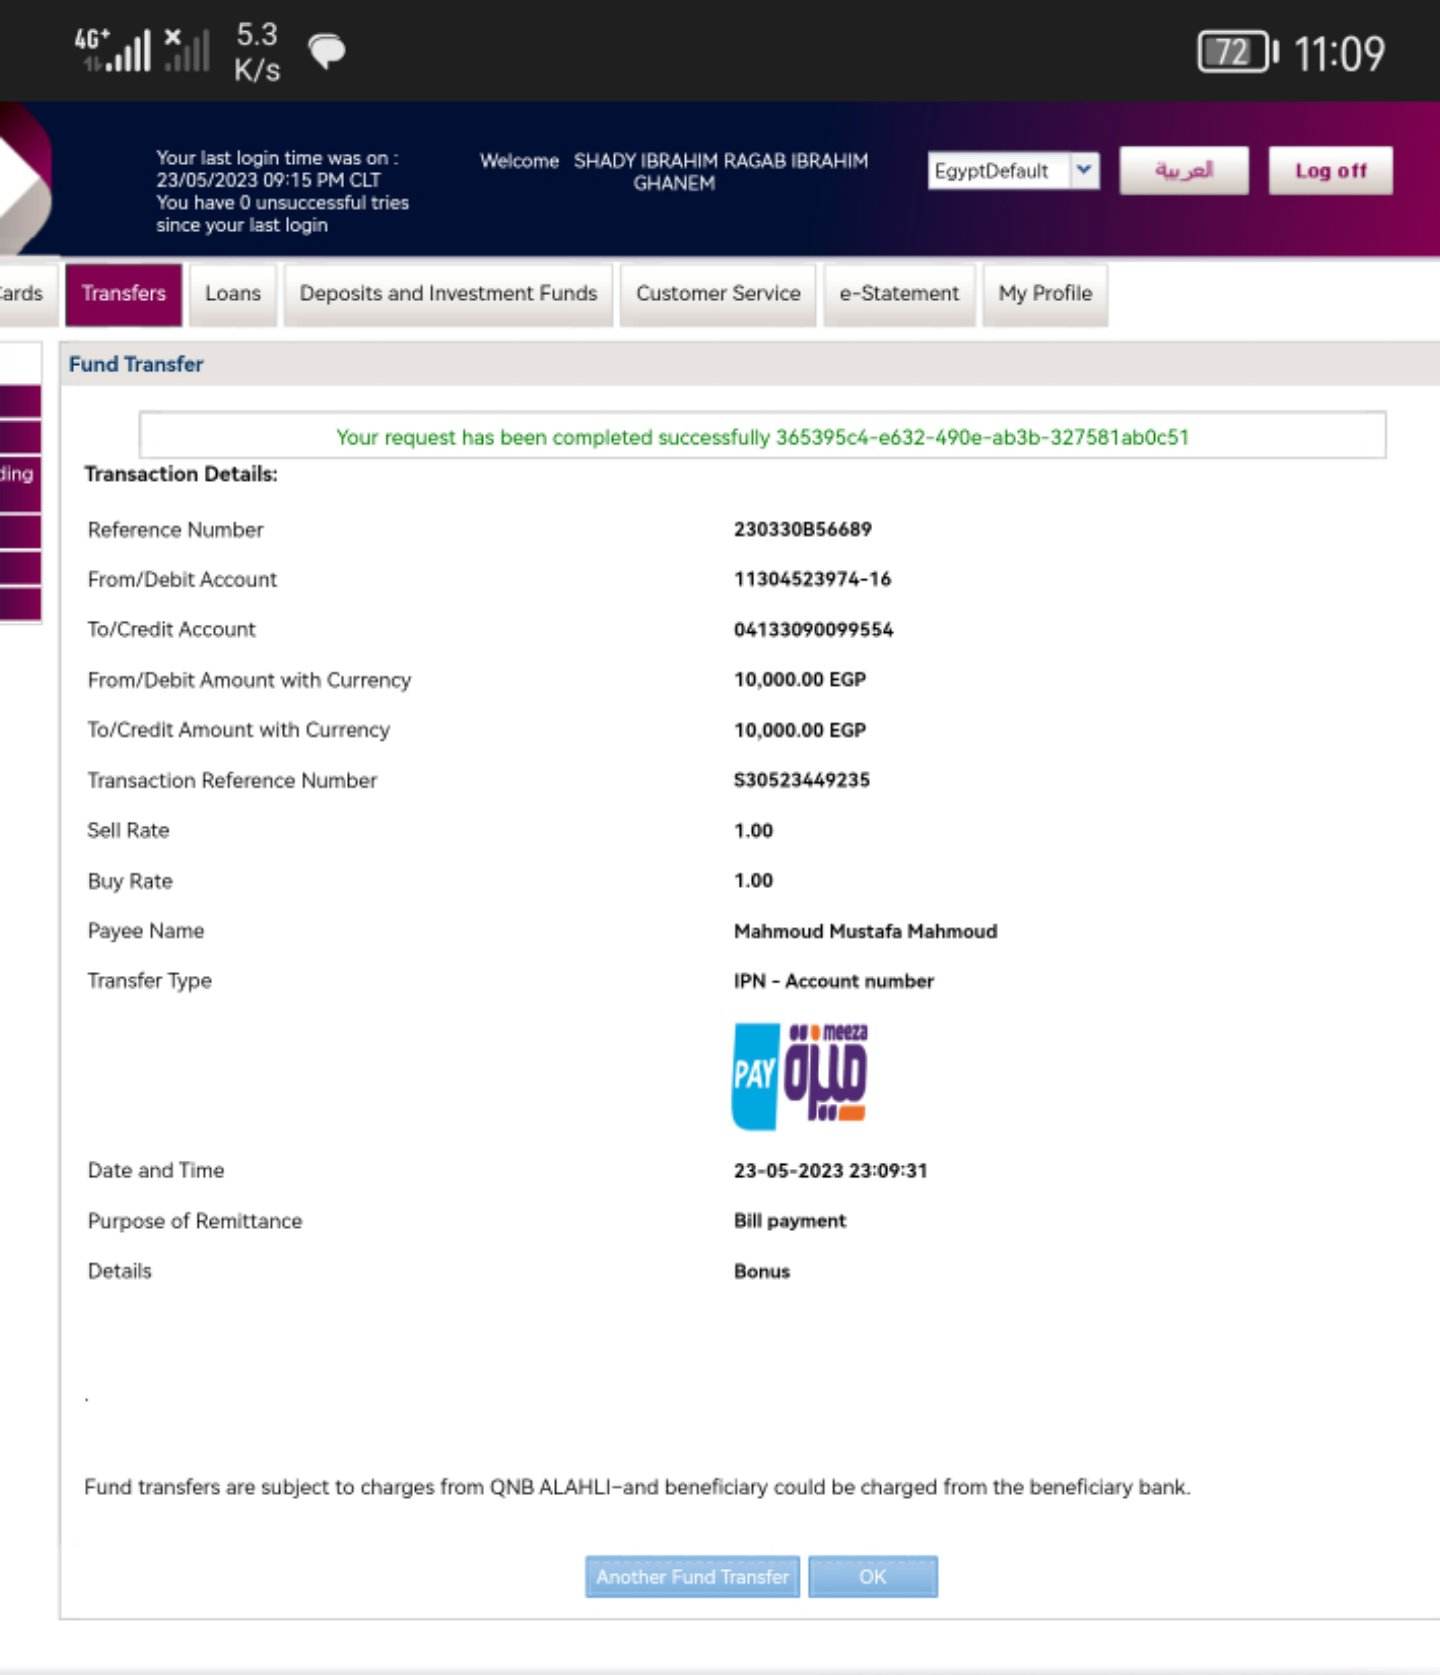 4G+ 5.3 K/s 72 11:09
Your last login time was on :
23/05/2023 09:15 PM CLT
You have 0 unsuccessful tries
since your last login
Welcome SHADY IBRAHIM RAGAB IBRAHIM
GHANEM
EgyptDefault
العربية
Log off
ards Transfers Loans Deposits and Investment Funds Customer Service e-Statement My Profile
ding
Fund Transfer
Your request has been completed successfully 365395c4-e632-490e-ab3b-327581ab0c51
Transaction Details:
Reference Number 230330B56689
From/Debit Account 11304523974-16
To/Credit Account 04133090099554
From/Debit Amount with Currency 10,000.00 EGP
To/Credit Amount with Currency 10,000.00 EGP
Transaction Reference Number S30523449235
Sell Rate 1.00
Buy Rate 1.00
Payee Name Mahmoud Mustafa Mahmoud
Transfer Type IPN - Account number
PAY meeza ميزة
Date and Time 23-05-2023 23:09:31
Purpose of Remittance Bill payment
Details Bonus
.
Fund transfers are subject to charges from QNB ALAHLI-and beneficiary could be charged from the beneficiary bank.
Another Fund Transfer OK